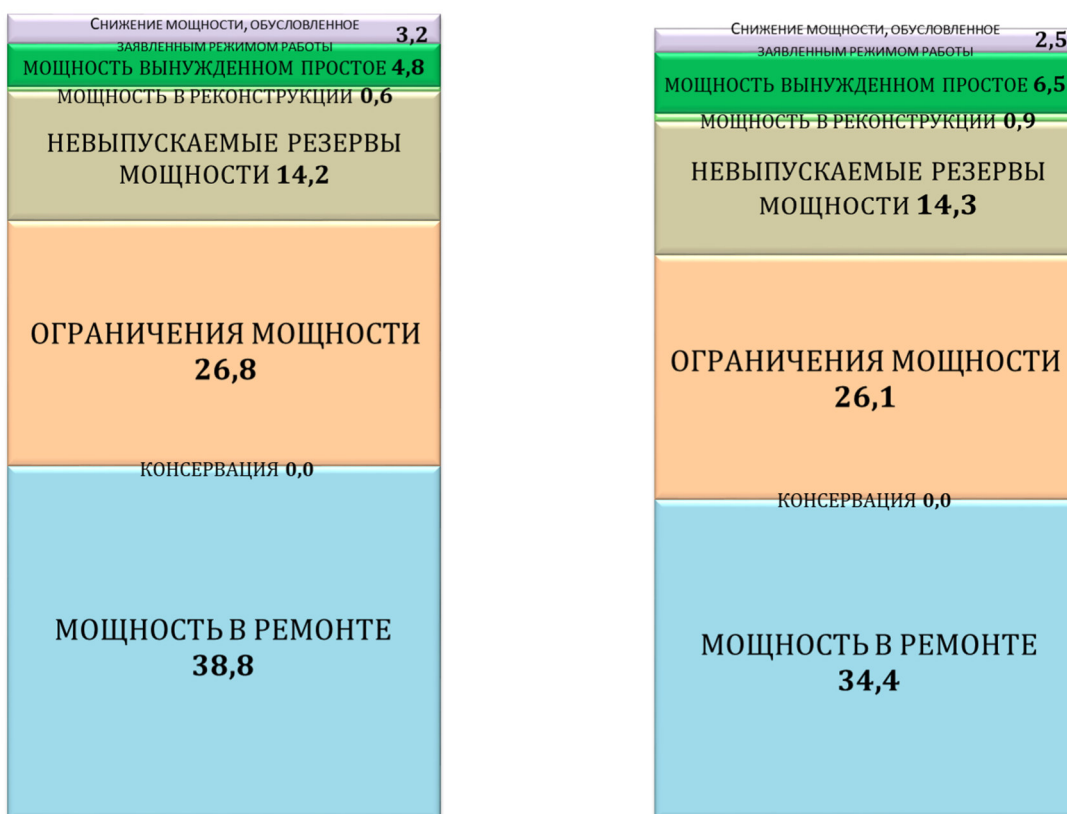 Снижение мощности, обусловленное
заявленным режимом работы 3,2
МОЩНОСТЬ ВЫНУЖДЕННОМ ПРОСТОЕ 4,8
МОЩНОСТЬ В РЕКОНСТРУКЦИИ 0,6
НЕВЫПУСКАЕМЫЕ РЕЗЕРВЫ
МОЩНОСТИ 14,2
ОГРАНИЧЕНИЯ МОЩНОСТИ
26,8
КОНСЕРВАЦИЯ 0,0
МОЩНОСТЬ В РЕМОНТЕ
38,8
Снижение мощности, обусловленное
заявленным режимом работы 2,5
МОЩНОСТЬ ВЫНУЖДЕННОМ ПРОСТОЕ 6,5
МОЩНОСТЬ В РЕКОНСТРУКЦИИ 0,9
НЕВЫПУСКАЕМЫЕ РЕЗЕРВЫ
МОЩНОСТИ 14,3
ОГРАНИЧЕНИЯ МОЩНОСТИ
26,1
КОНСЕРВАЦИЯ 0,0
МОЩНОСТЬ В РЕМОНТЕ
34,4